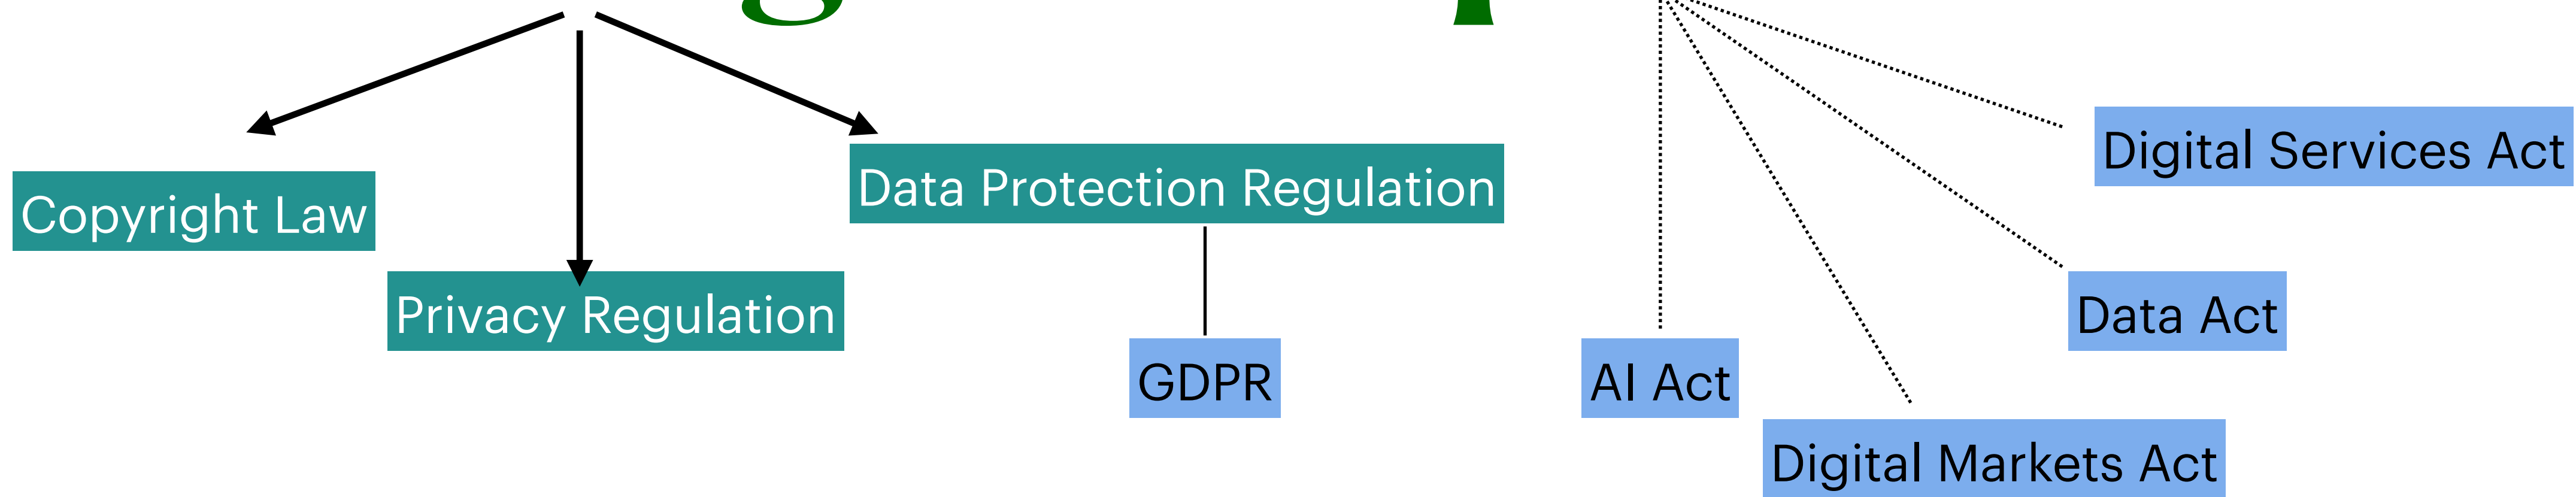 Digital Services Act
Data Protection Regulation
Copyright Law
Privacy Regulation
Data Act
GDPR
AI Act
Digital Markets Act